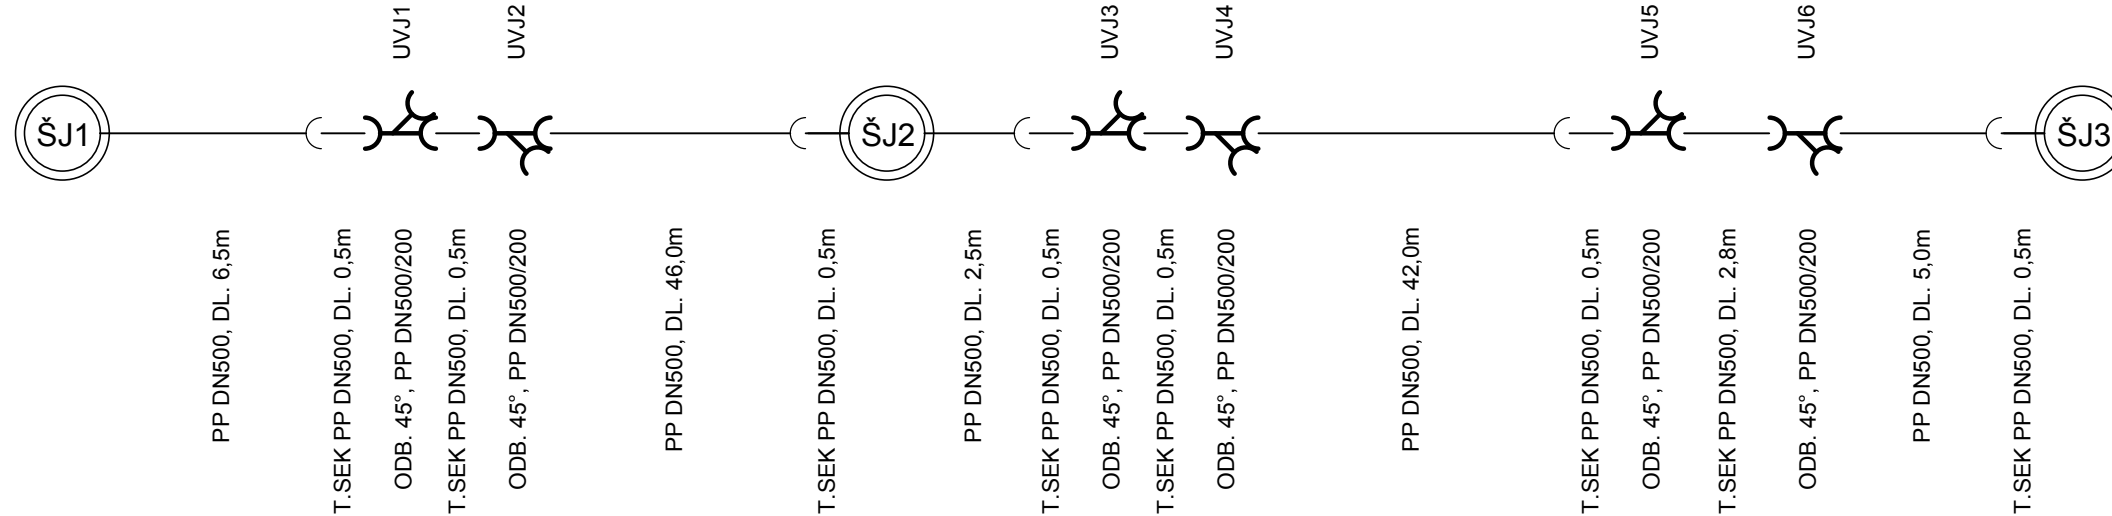 UVJ1
UVJ2
UVJ3
UVJ4
UVJ5
UVJ6
ŠJ1
ŠJ2
ŠJ3
PP DN500, DL. 6,5m
T.SEK PP DN500, DL. 0,5m
ODB. 45°, PP DN500/200
T.SEK PP DN500, DL. 0,5m
ODB. 45°, PP DN500/200
PP DN500, DL. 46,0m
T.SEK PP DN500, DL. 0,5m
PP DN500, DL. 2,5m
T.SEK PP DN500, DL. 0,5m
ODB. 45°, PP DN500/200
T.SEK PP DN500, DL. 0,5m
ODB. 45°, PP DN500/200
PP DN500, DL. 42,0m
T.SEK PP DN500, DL. 0,5m
ODB. 45°, PP DN500/200
T.SEK PP DN500, DL. 2,8m
ODB. 45°, PP DN500/200
PP DN500, DL. 5,0m
T.SEK PP DN500, DL. 0,5m